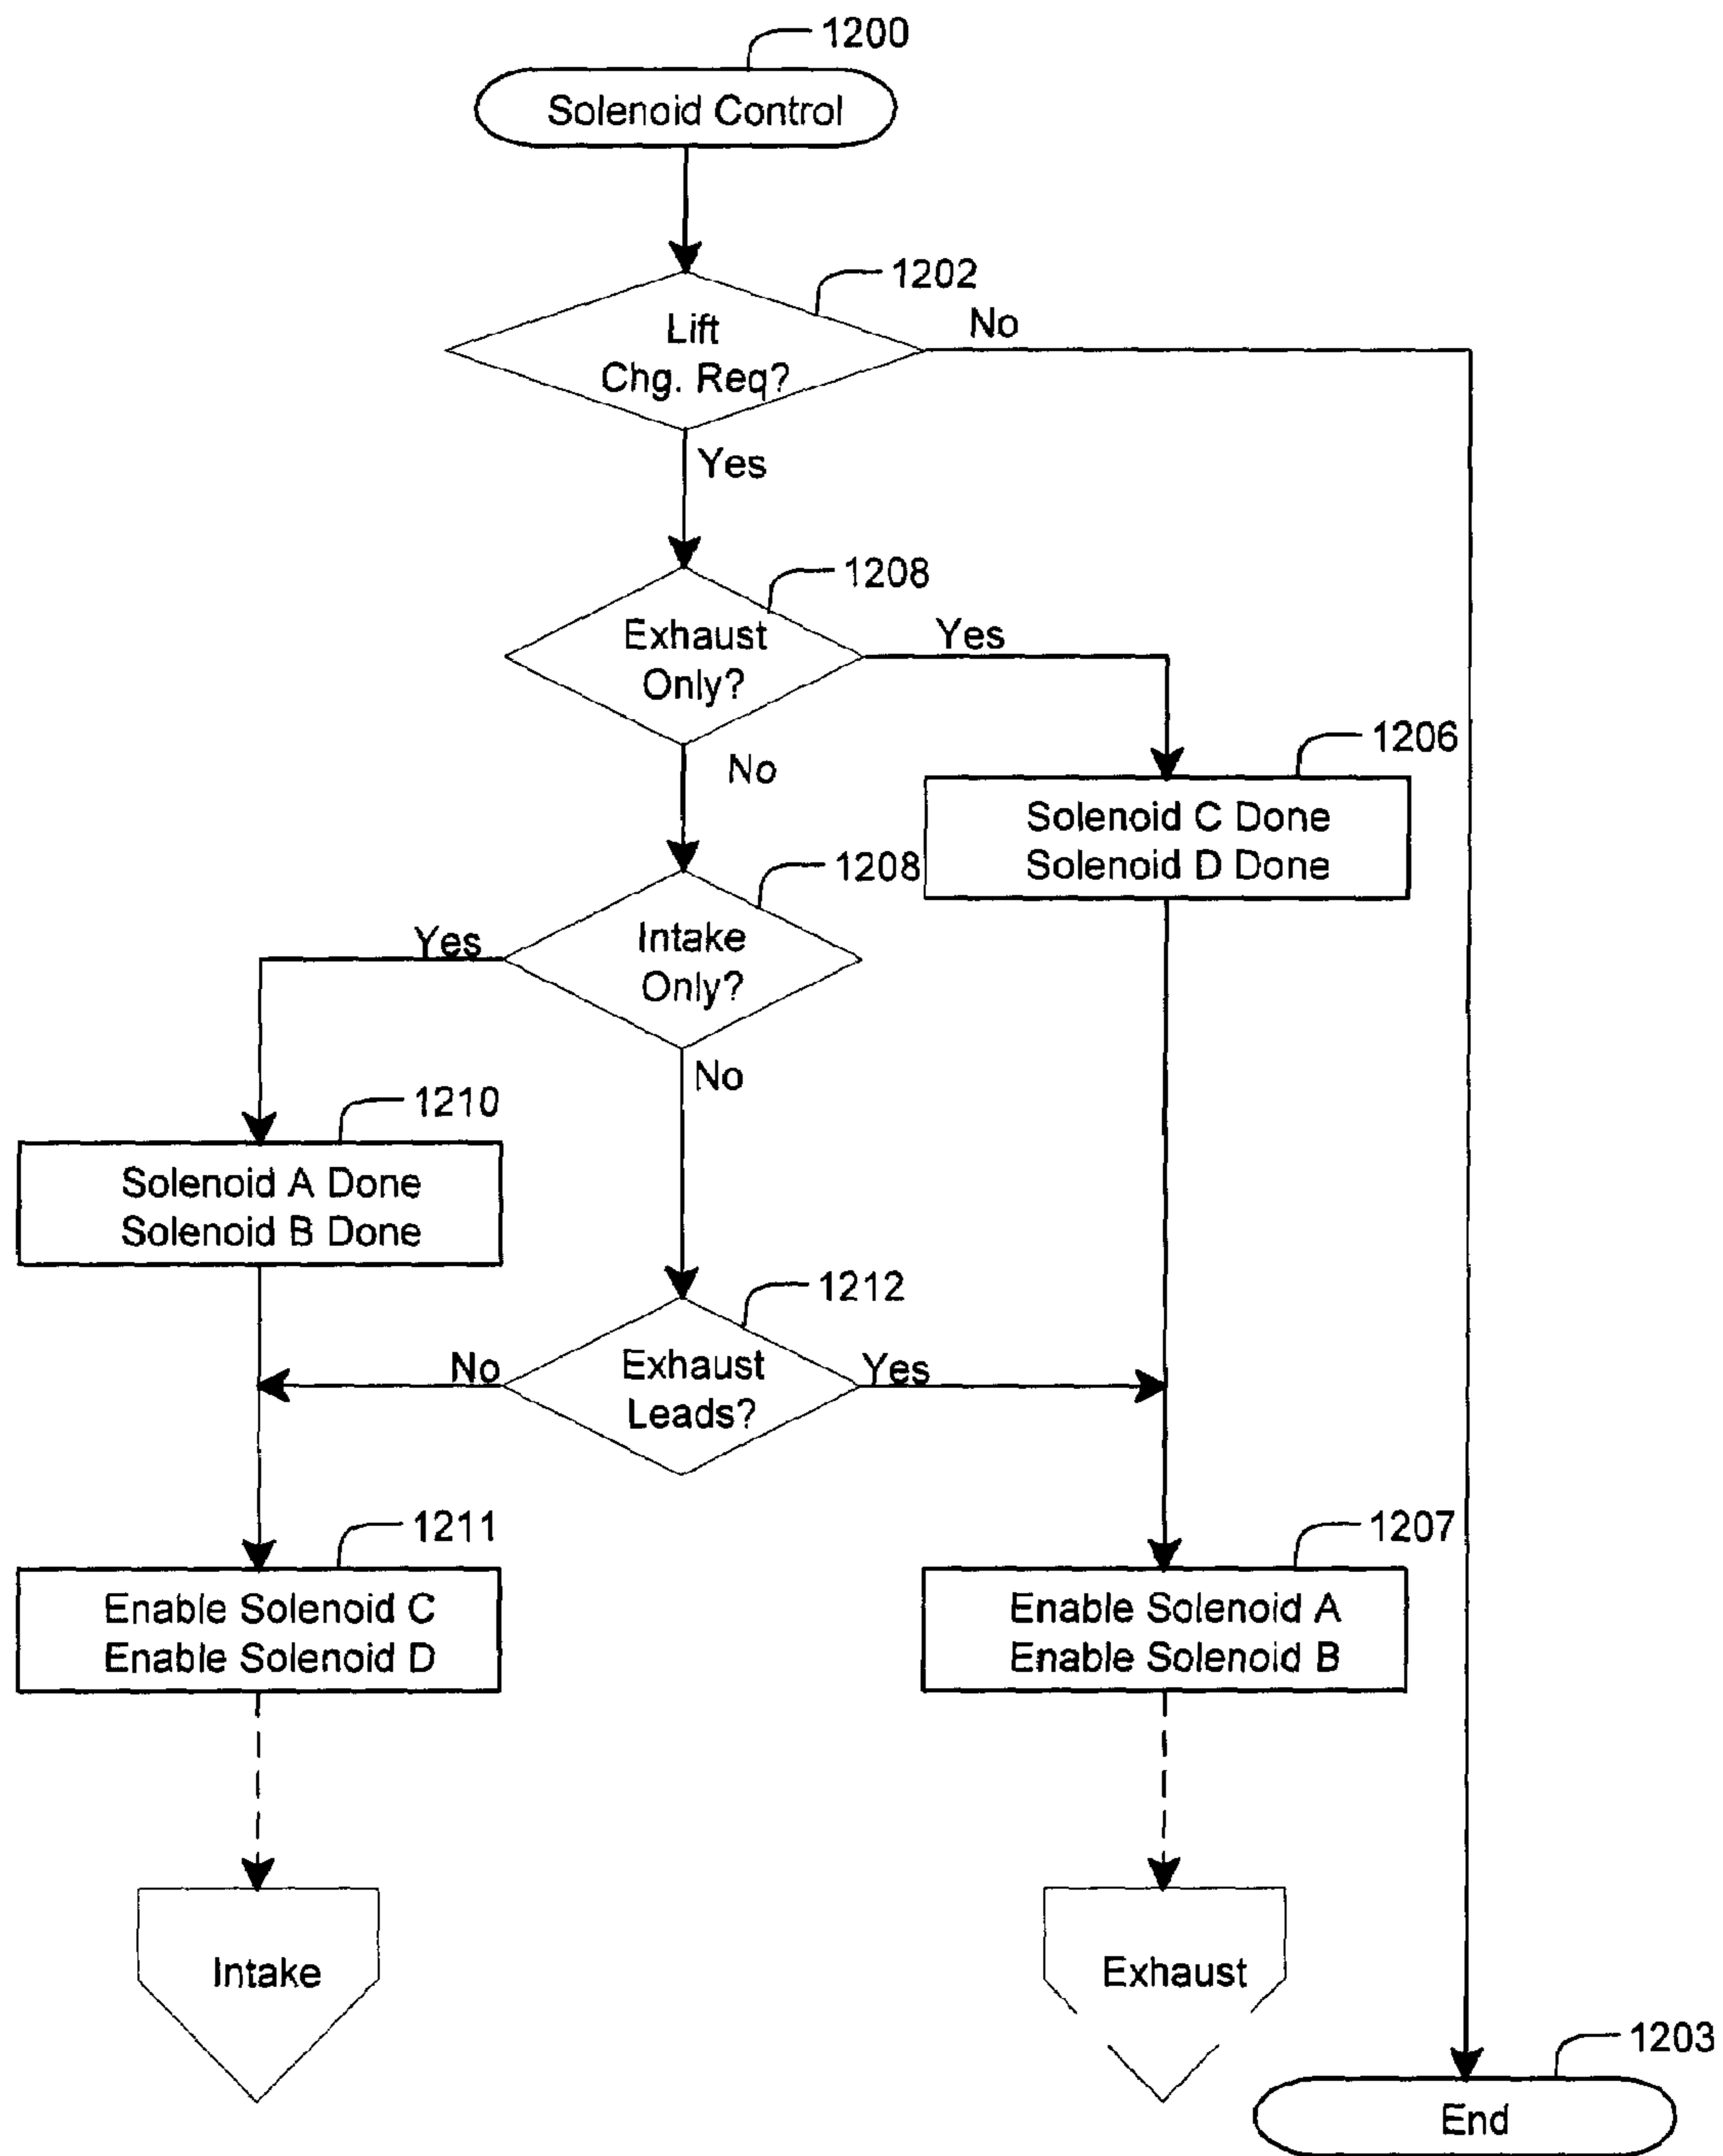 1200
Solenoid Control
1202
Lift
Chg. Req?
No
Yes
1208
Exhaust
Only?
Yes
No
1206
Solenoid C Done
Solenoid D Done
1208
Intake
Only?
Yes
No
1210
Solenoid A Done
Solenoid B Done
1212
Exhaust
Leads?
No
Yes
1211
Enable Solenoid C
Enable Solenoid D
1207
Enable Solenoid A
Enable Solenoid B
Intake
Exhaust
1203
End